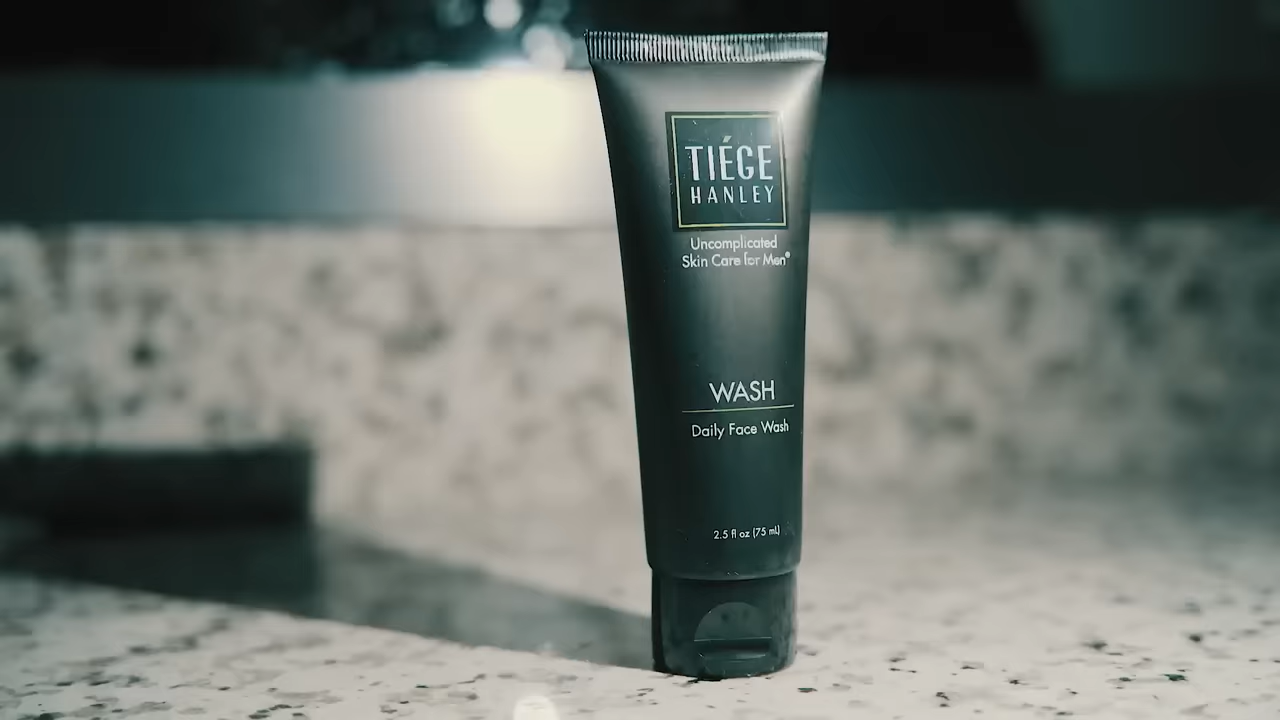 TIÉGE
HANLEY
Uncomplicated
Skin Care for Men®
WASH
Daily Face Wash
2.5 fl oz (75 mL)